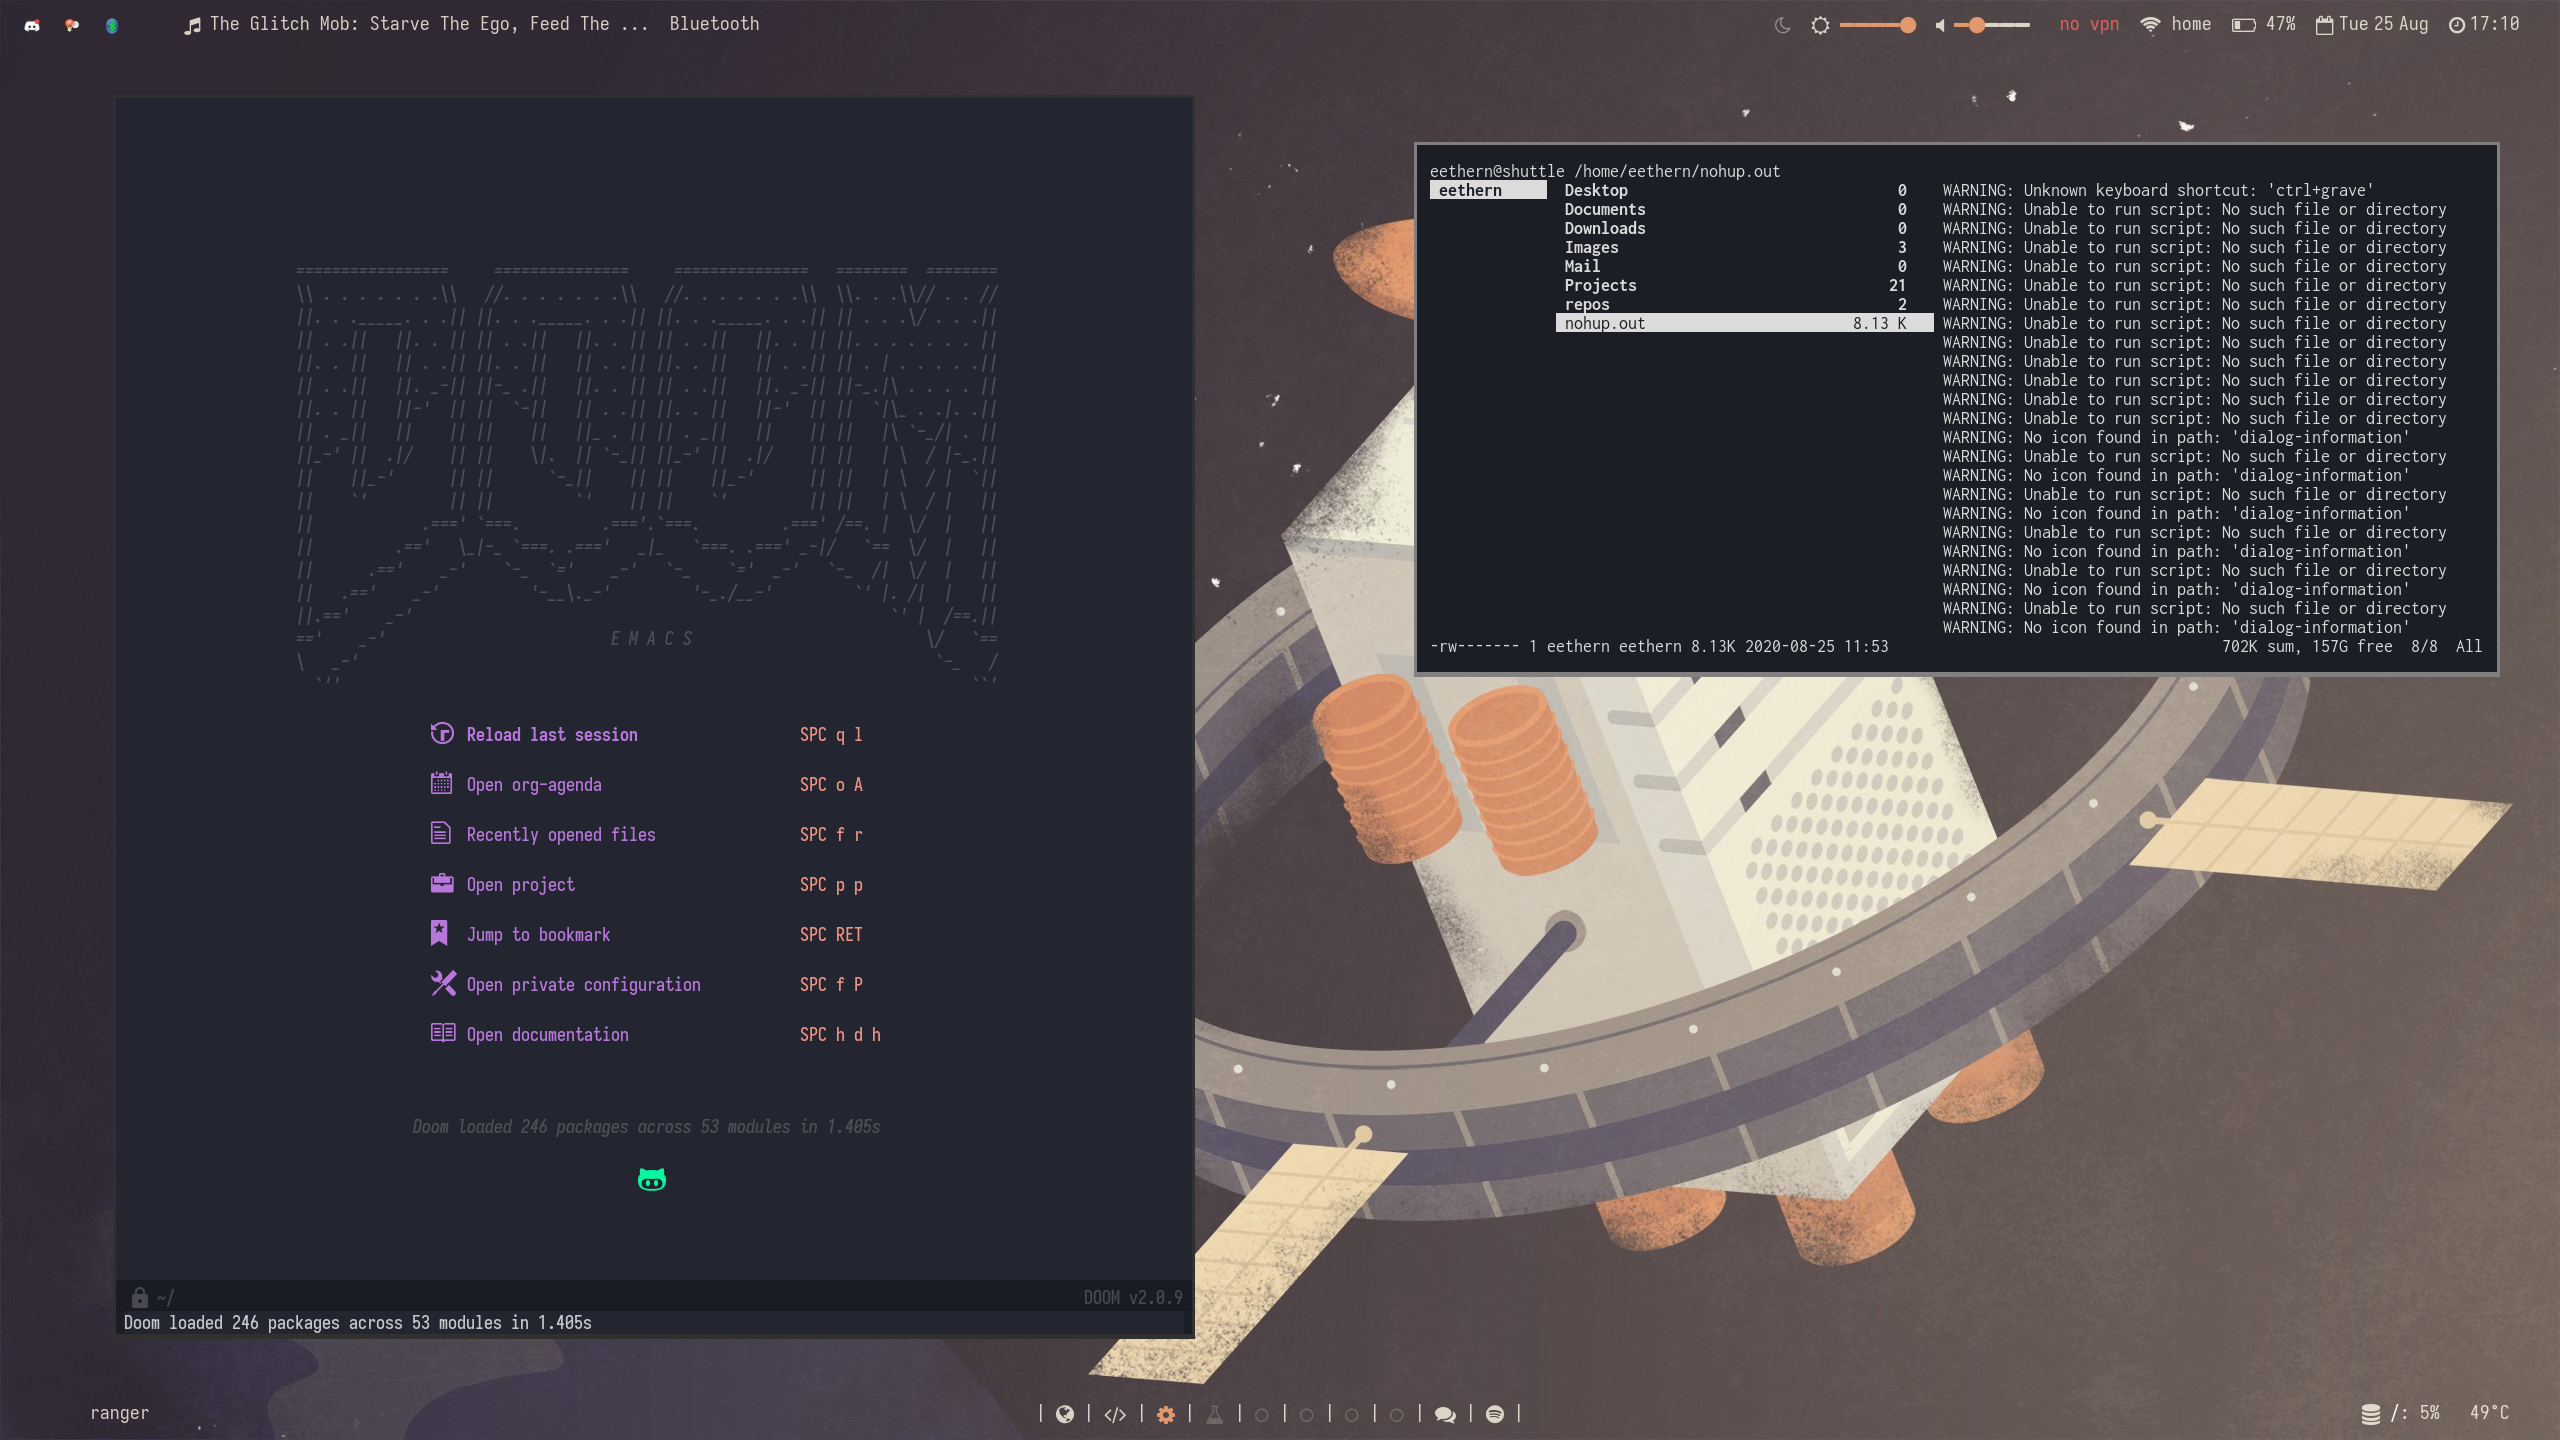 The Glitch Mob: Starve The Ego, Feed The ... Bluetooth
no vpn home 47% Tue 25 Aug 17:10
EMACS
Reload last session SPC q l
Open org-agenda SPC o A
Recently opened files SPC f r
Open project SPC p p
Jump to bookmark SPC RET
Open private configuration SPC f P
Open documentation SPC h d h
Doom loaded 246 packages across 53 modules in 1.405s
~/ DOOM v2.0.9
Doom loaded 246 packages across 53 modules in 1.405s
eethern@shuttle /home/eethern/nohup.out
eethern Desktop 0 WARNING: Unknown keyboard shortcut: 'ctrl+grave'
Documents 0 WARNING: Unable to run script: No such file or directory
Downloads 0 WARNING: Unable to run script: No such file or directory
Images 3 WARNING: Unable to run script: No such file or directory
Mail 0 WARNING: Unable to run script: No such file or directory
Projects 21 WARNING: Unable to run script: No such file or directory
repos 2 WARNING: Unable to run script: No such file or directory
nohup.out 8.13 K WARNING: Unable to run script: No such file or directory
WARNING: Unable to run script: No such file or directory
WARNING: Unable to run script: No such file or directory
WARNING: Unable to run script: No such file or directory
WARNING: Unable to run script: No such file or directory
WARNING: Unable to run script: No such file or directory
WARNING: No icon found in path: 'dialog-information'
WARNING: Unable to run script: No such file or directory
WARNING: No icon found in path: 'dialog-information'
WARNING: Unable to run script: No such file or directory
WARNING: No icon found in path: 'dialog-information'
WARNING: Unable to run script: No such file or directory
WARNING: No icon found in path: 'dialog-information'
WARNING: Unable to run script: No such file or directory
WARNING: No icon found in path: 'dialog-information'
WARNING: Unable to run script: No such file or directory
WARNING: No icon found in path: 'dialog-information'
-rw------- 1 eethern eethern 8.13K 2020-08-25 11:53 702K sum, 157G free 8/8 All
ranger
/: 5% 49°C